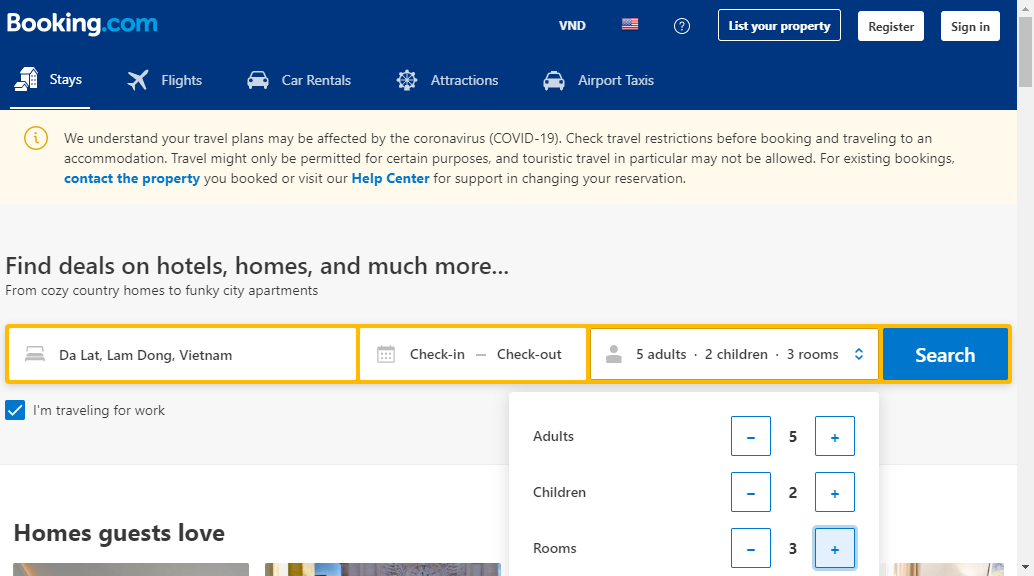 Booking.com
VND
List your property
Register
Sign in
Stays
Flights
Car Rentals
Attractions
Airport Taxis
We understand your travel plans may be affected by the coronavirus (COVID-19). Check travel restrictions before booking and traveling to an
accommodation. Travel might only be permitted for certain purposes, and touristic travel in particular may not be allowed. For existing bookings,
contact the property you booked or visit our Help Center for support in changing your reservation.
Find deals on hotels, homes, and much more...
From cozy country homes to funky city apartments
Da Lat, Lam Dong, Vietnam
Check-in — Check-out
5 adults · 2 children · 3 rooms
Search
I'm traveling for work
Adults − 5 +
Children − 2 +
Rooms − 3 +
Homes guests love